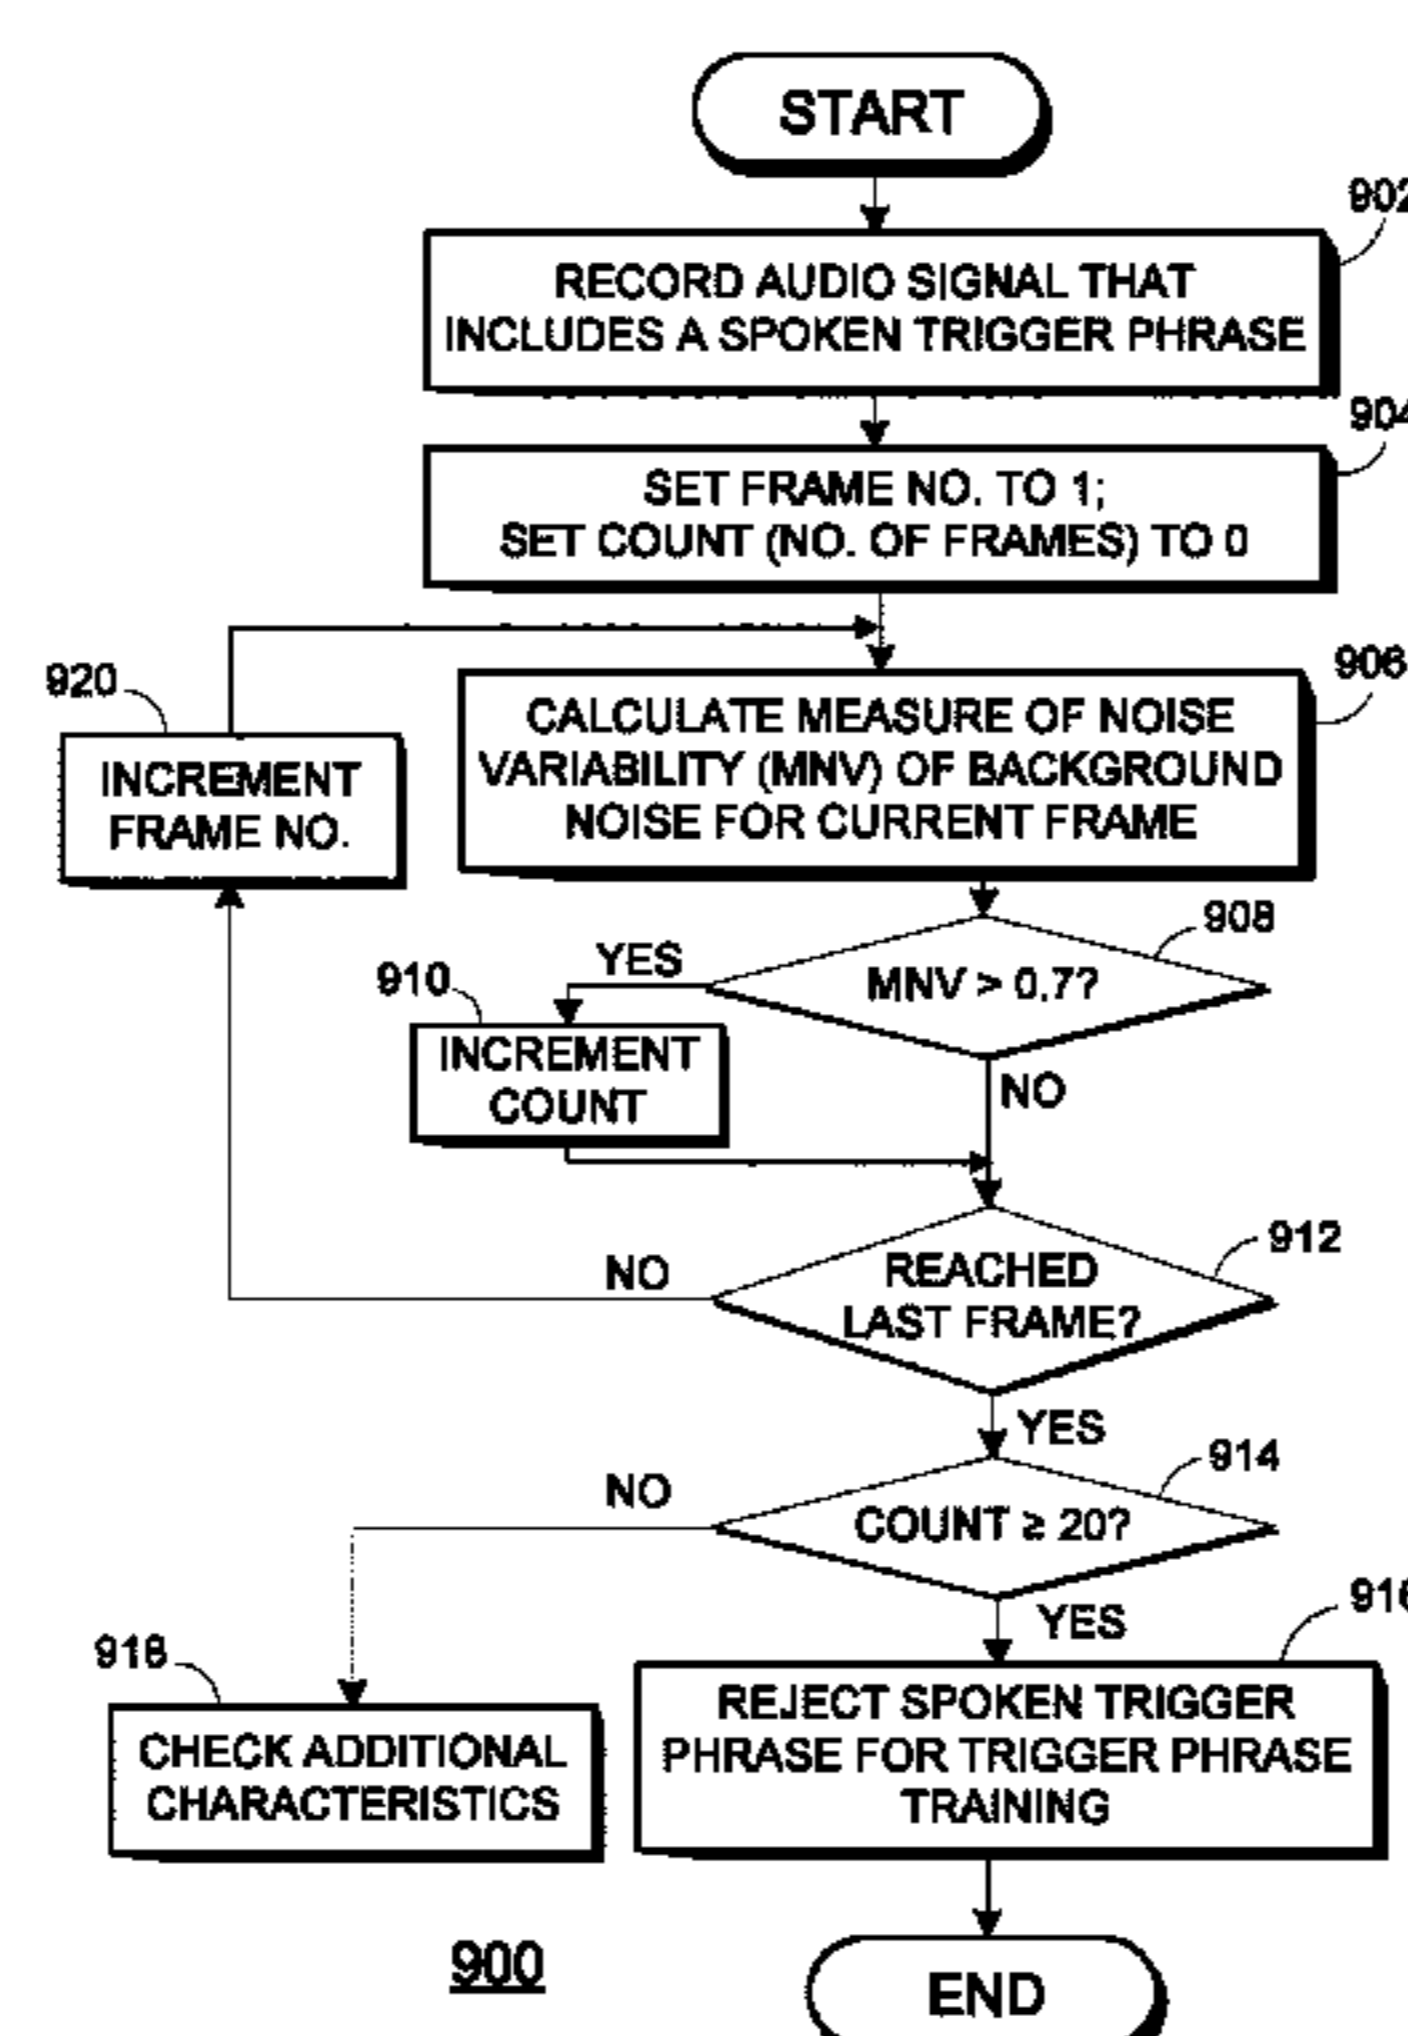 START
902
RECORD AUDIO SIGNAL THAT
INCLUDES A SPOKEN TRIGGER PHRASE
904
SET FRAME NO. TO 1;
SET COUNT (NO. OF FRAMES) TO 0
920
INCREMENT
FRAME NO.
906
CALCULATE MEASURE OF NOISE
VARIABILITY (MNV) OF BACKGROUND
NOISE FOR CURRENT FRAME
908
MNV > 0.7?
YES
910
INCREMENT
COUNT
NO
912
REACHED
LAST FRAME?
NO
YES
914
COUNT ≥ 20?
NO
YES
916
918
CHECK ADDITIONAL
CHARACTERISTICS
REJECT SPOKEN TRIGGER
PHRASE FOR TRIGGER PHRASE
TRAINING
900
END